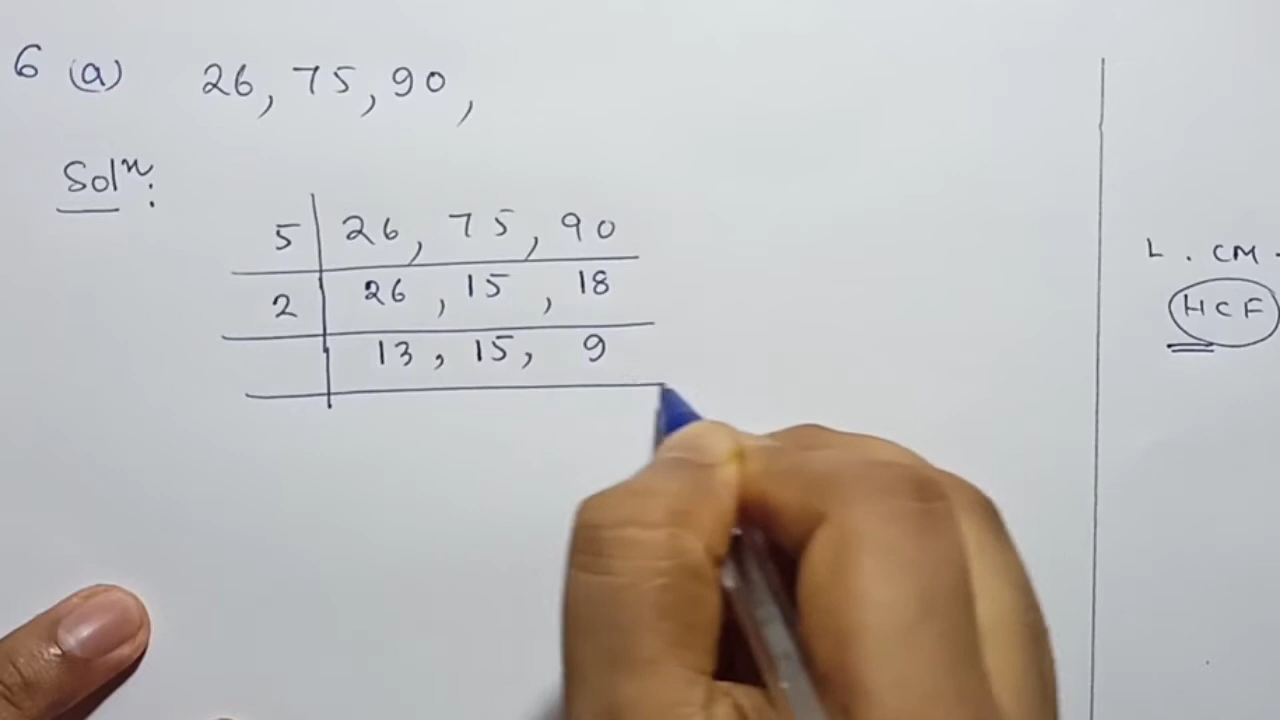 6 (a) 26, 75, 90,
Solⁿ:
5 | 26, 75, 90
2 | 26, 15, 18
13, 15, 9
L.CM.
HCF